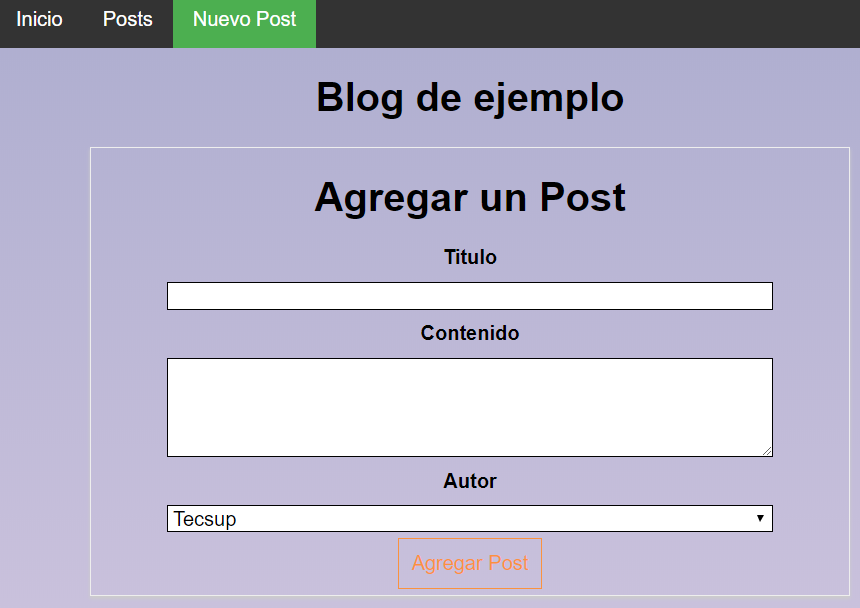 Inicio Posts Nuevo Post
Blog de ejemplo
Agregar un Post
Titulo
Contenido
Autor
Tecsup
Agregar Post